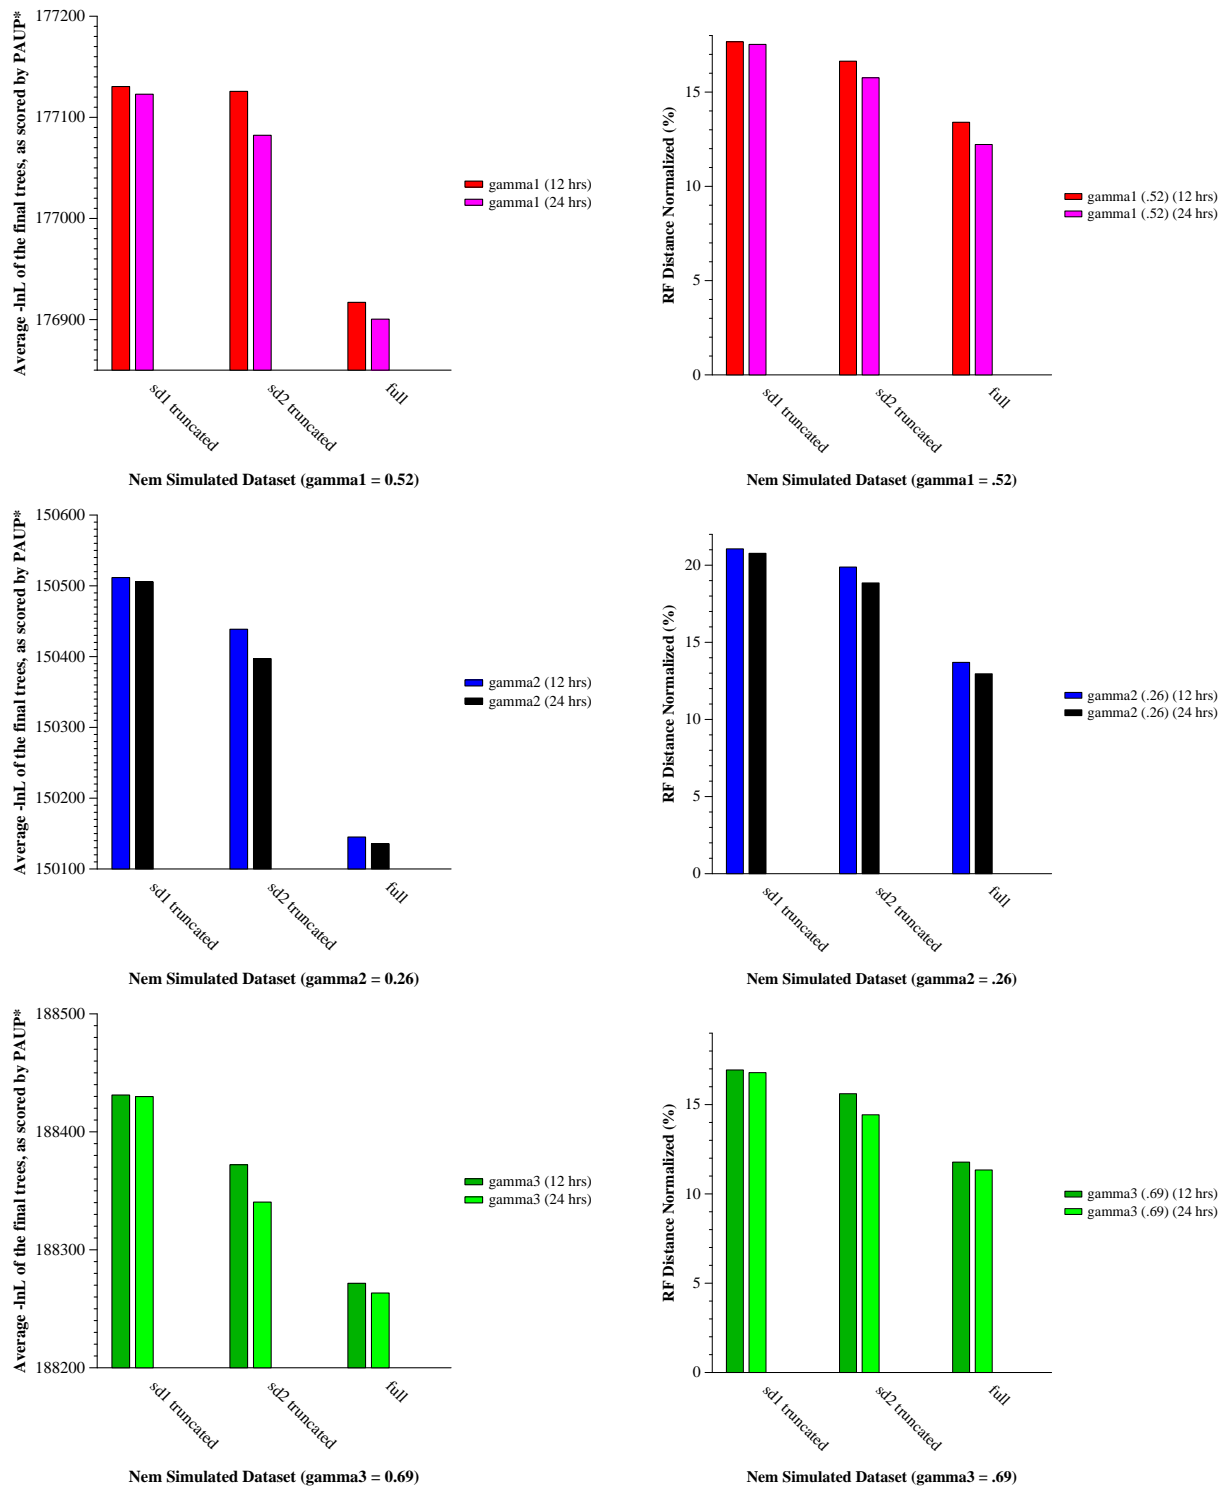 Average -lnL of the final trees, as scored by PAUP*
177200
177100
177000
176900
sd1 truncated
sd2 truncated
full
gamma1 (12 hrs)
gamma1 (24 hrs)
Nem Simulated Dataset (gamma1 = 0.52)
RF Distance Normalized (%)
15
10
5
0
sd1 truncated
sd2 truncated
full
gamma1 (.52) (12 hrs)
gamma1 (.52) (24 hrs)
Nem Simulated Dataset (gamma1 = .52)
Average -lnL of the final trees, as scored by PAUP*
150600
150500
150400
150300
150200
150100
sd1 truncated
sd2 truncated
full
gamma2 (12 hrs)
gamma2 (24 hrs)
Nem Simulated Dataset (gamma2 = 0.26)
RF Distance Normalized (%)
20
15
10
5
0
sd1 truncated
sd2 truncated
full
gamma2 (.26) (12 hrs)
gamma2 (.26) (24 hrs)
Nem Simulated Dataset (gamma2 = .26)
Average -lnL of the final trees, as scored by PAUP*
188500
188400
188300
188200
sd1 truncated
sd2 truncated
full
gamma3 (12 hrs)
gamma3 (24 hrs)
Nem Simulated Dataset (gamma3 = 0.69)
RF Distance Normalized (%)
15
10
5
0
sd1 truncated
sd2 truncated
full
gamma3 (.69) (12 hrs)
gamma3 (.69) (24 hrs)
Nem Simulated Dataset (gamma3 = .69)